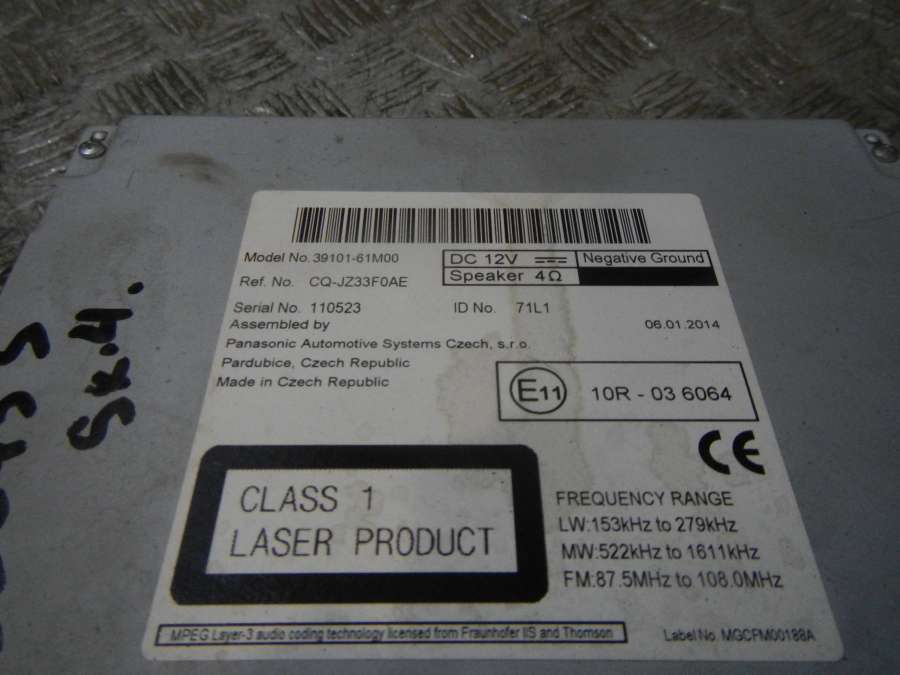 Model No. 39101-61M00
DC 12V
Negative Ground
Speaker 4Ω
Ref. No. CQ-JZ33F0AE
Serial No. 110523
ID No. 71L1
06.01.2014
Assembled by
Panasonic Automotive Systems Czech, s.r.o.
Pardubice, Czech Republic
Made in Czech Republic
E11
10R - 03 6064
CE
CLASS 1
LASER PRODUCT
FREQUENCY RANGE
LW:153kHz to 279kHz
MW:522kHz to 1611kHz
FM:87.5MHz to 108.0MHz
MPEG Layer-3 audio coding technology licensed from Fraunhofer IIS and Thomson
Label No. MGCFM00188A
SK.4.